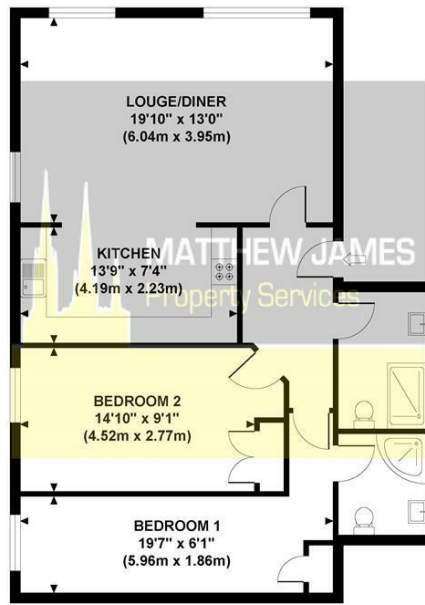 LOUGE/DINER
19'10" x 13'0"
(6.04m x 3.95m)
KITCHEN
13'9" x 7'4"
(4.19m x 2.23m)
MATTHEW JAMES
Property Services
BEDROOM 2
14'10" x 9'1"
(4.52m x 2.77m)
BEDROOM 1
19'7" x 6'1"
(5.96m x 1.86m)